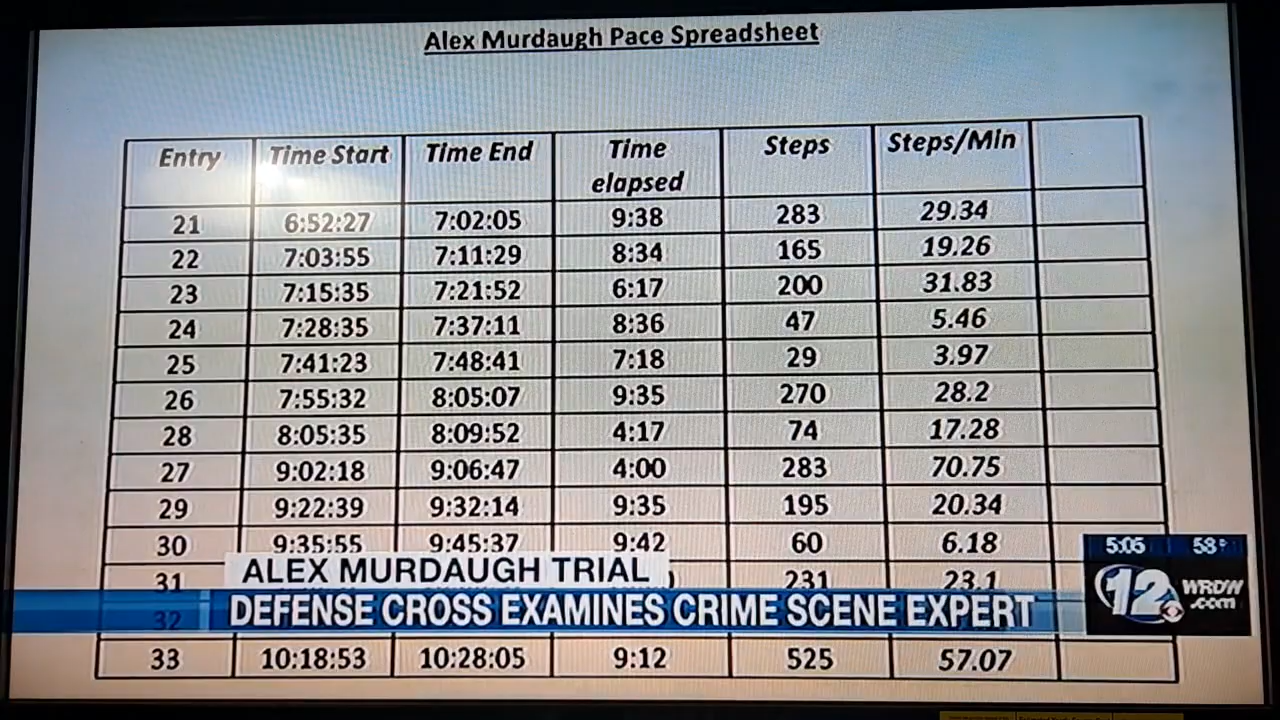 Alex Murdaugh Pace Spreadsheet
Entry Time Start Time End Time elapsed Steps Steps/Min
21 6:52:27 7:02:05 9:38 283 29.34
22 7:03:55 7:11:29 8:34 165 19.26
23 7:15:35 7:21:52 6:17 200 31.83
24 7:28:35 7:37:11 8:36 47 5.46
25 7:41:23 7:48:41 7:18 29 3.97
26 7:55:32 8:05:07 9:35 270 28.2
28 8:05:35 8:09:52 4:17 74 17.28
27 9:02:18 9:06:47 4:00 283 70.75
29 9:22:39 9:32:14 9:35 195 20.34
30 9:35:55 9:45:37 9:42 60 6.18
31 231 23.1
32
33 10:18:53 10:28:05 9:12 525 57.07
ALEX MURDAUGH TRIAL
DEFENSE CROSS EXAMINES CRIME SCENE EXPERT
5:05 58°
12 WRDW
.com